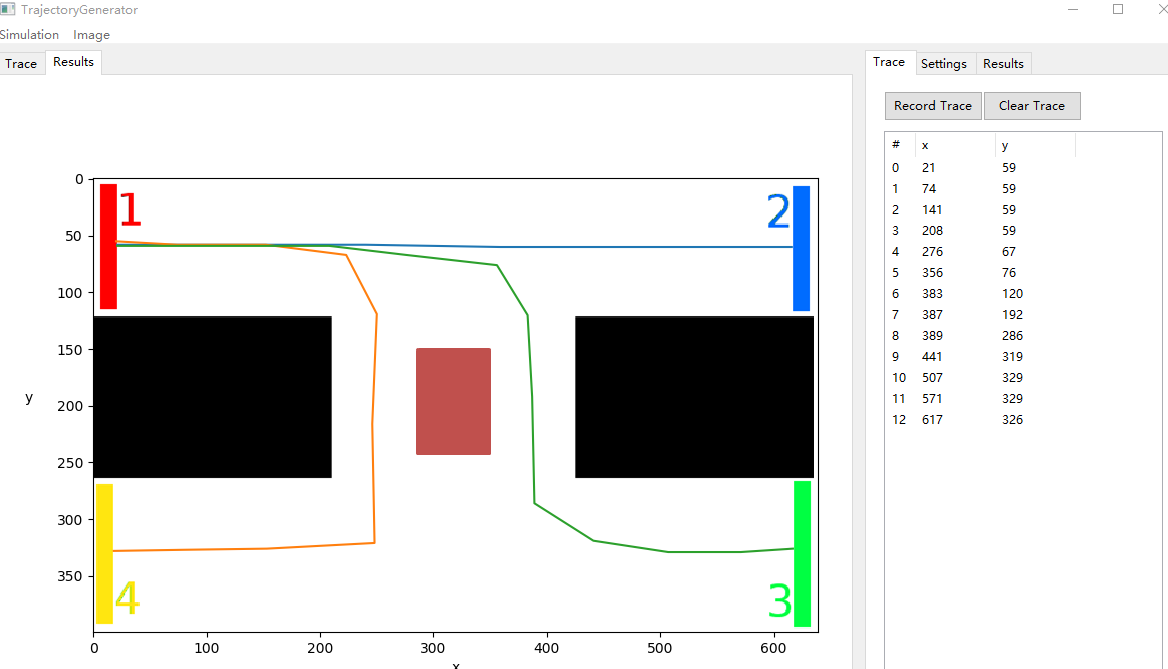 TrajectoryGenerator
Simulation Image
Trace Results
Trace Settings Results
Record Trace Clear Trace
# x y
0 21 59
1 74 59
2 141 59
3 208 59
4 276 67
5 356 76
6 383 120
7 387 192
8 389 286
9 441 319
10 507 329
11 571 329
12 617 326
1
2
4
3
y
0
50
100
150
200
250
300
350
0 100 200 300 400 500 600
x